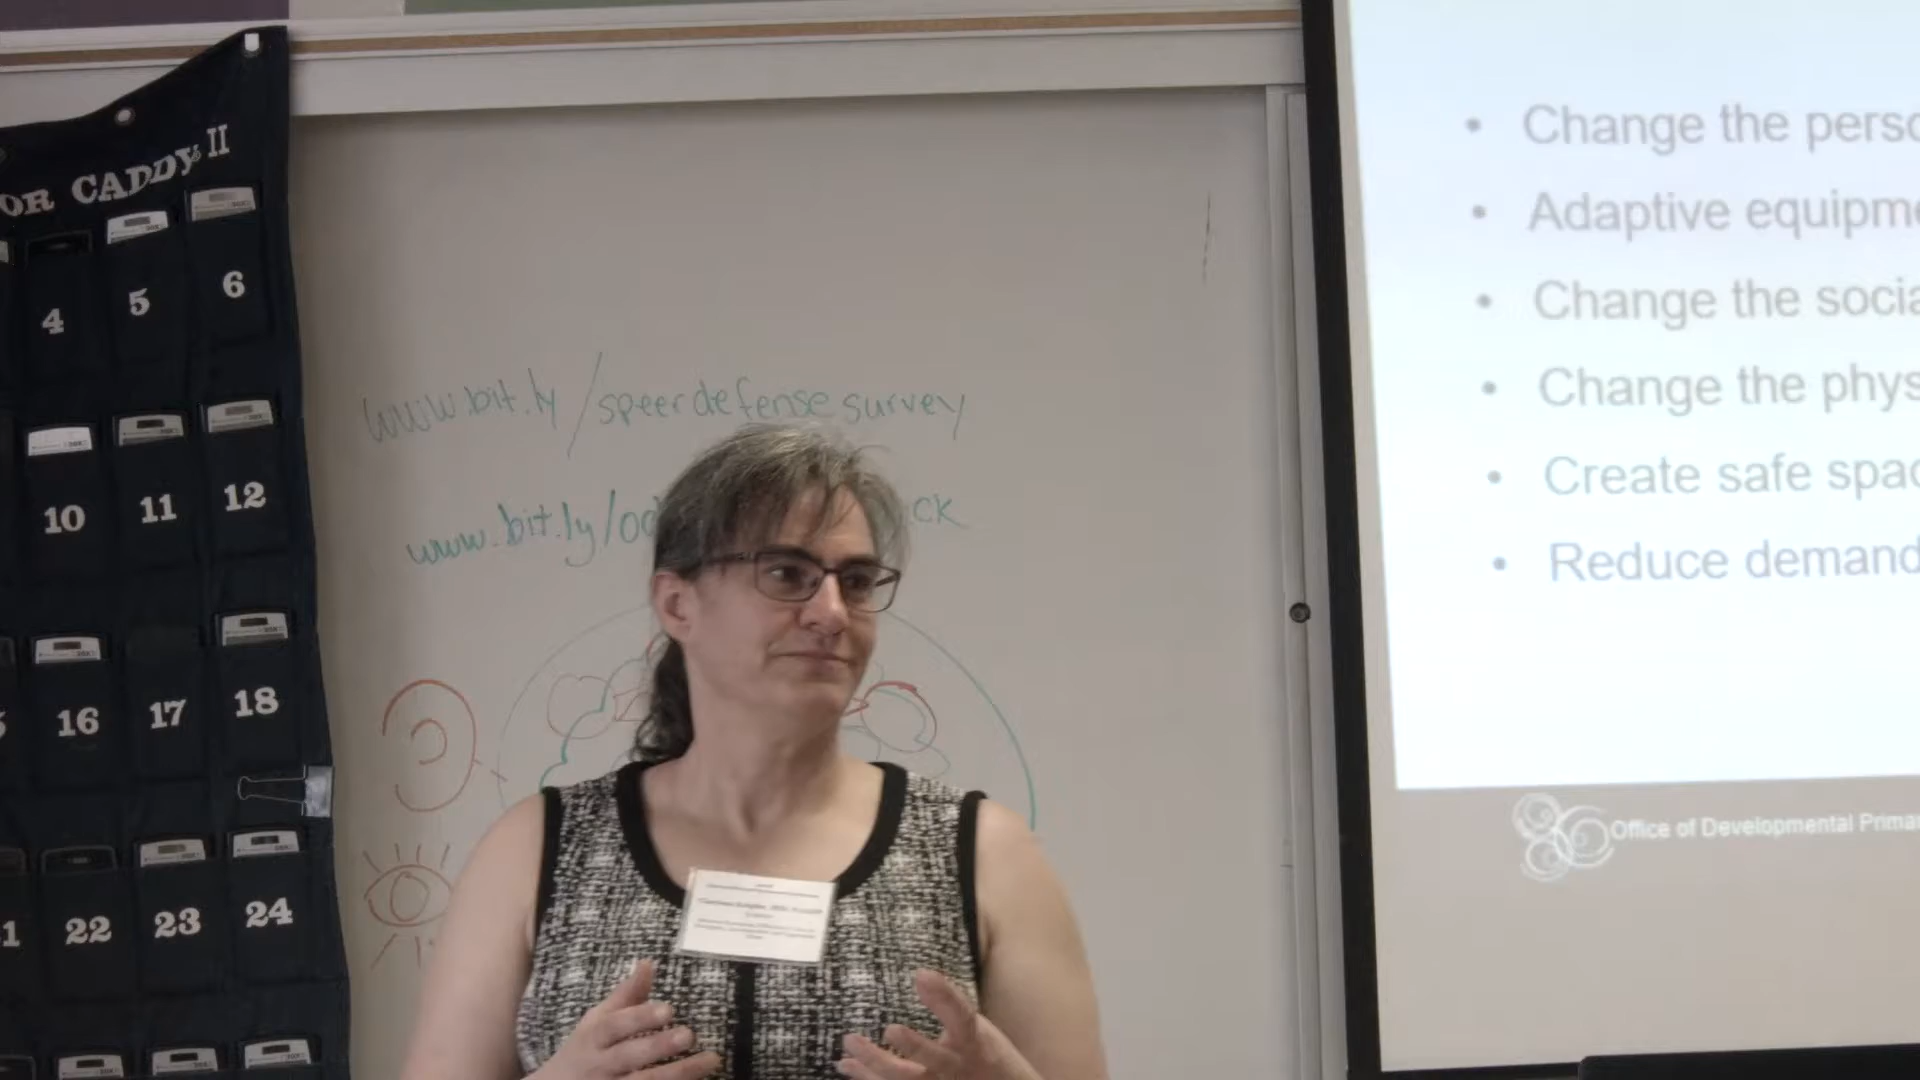 OR CADDY II
4 5 6
10 11 12
16 17 18
22 23 24
www.bit.ly/speerdefensesurvey
www.bit.ly/od ck
• Change the perso
• Adaptive equipme
• Change the socia
• Change the phys
• Create safe spac
• Reduce demand
Office of Developmental Prima